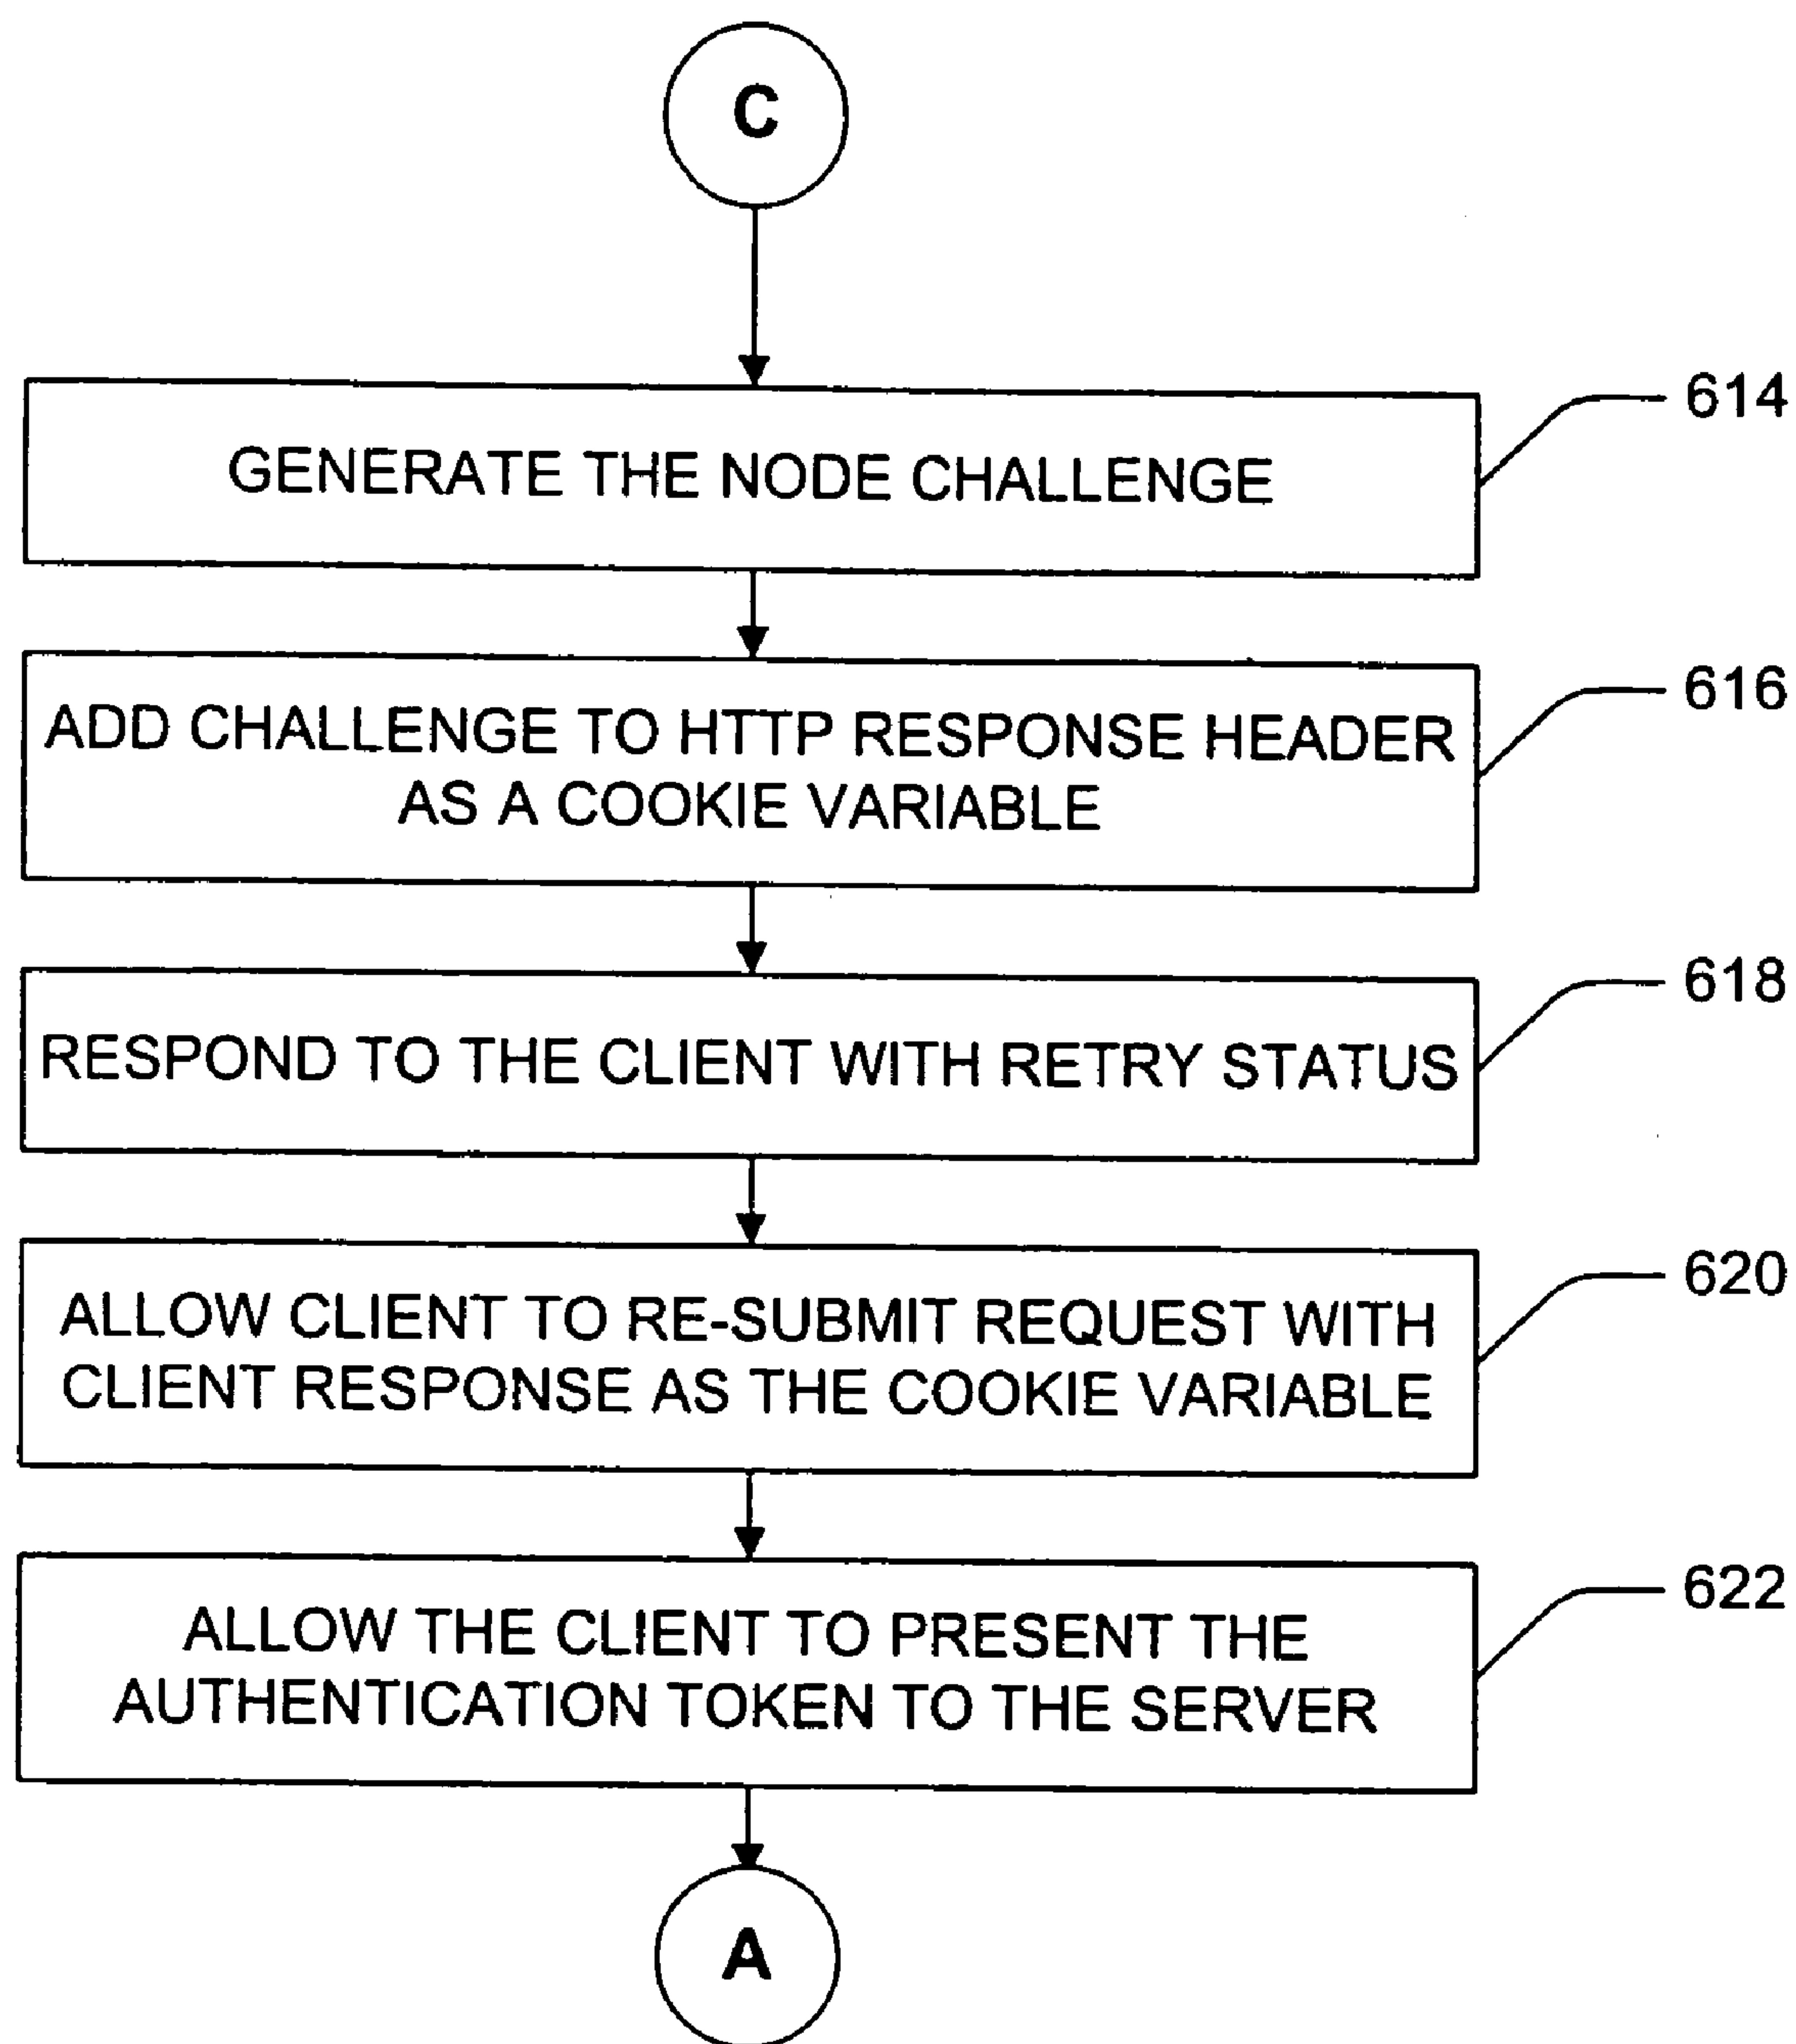 C
GENERATE THE NODE CHALLENGE
614
ADD CHALLENGE TO HTTP RESPONSE HEADER
AS A COOKIE VARIABLE
616
RESPOND TO THE CLIENT WITH RETRY STATUS
618
ALLOW CLIENT TO RE-SUBMIT REQUEST WITH
CLIENT RESPONSE AS THE COOKIE VARIABLE
620
ALLOW THE CLIENT TO PRESENT THE
AUTHENTICATION TOKEN TO THE SERVER
622
A